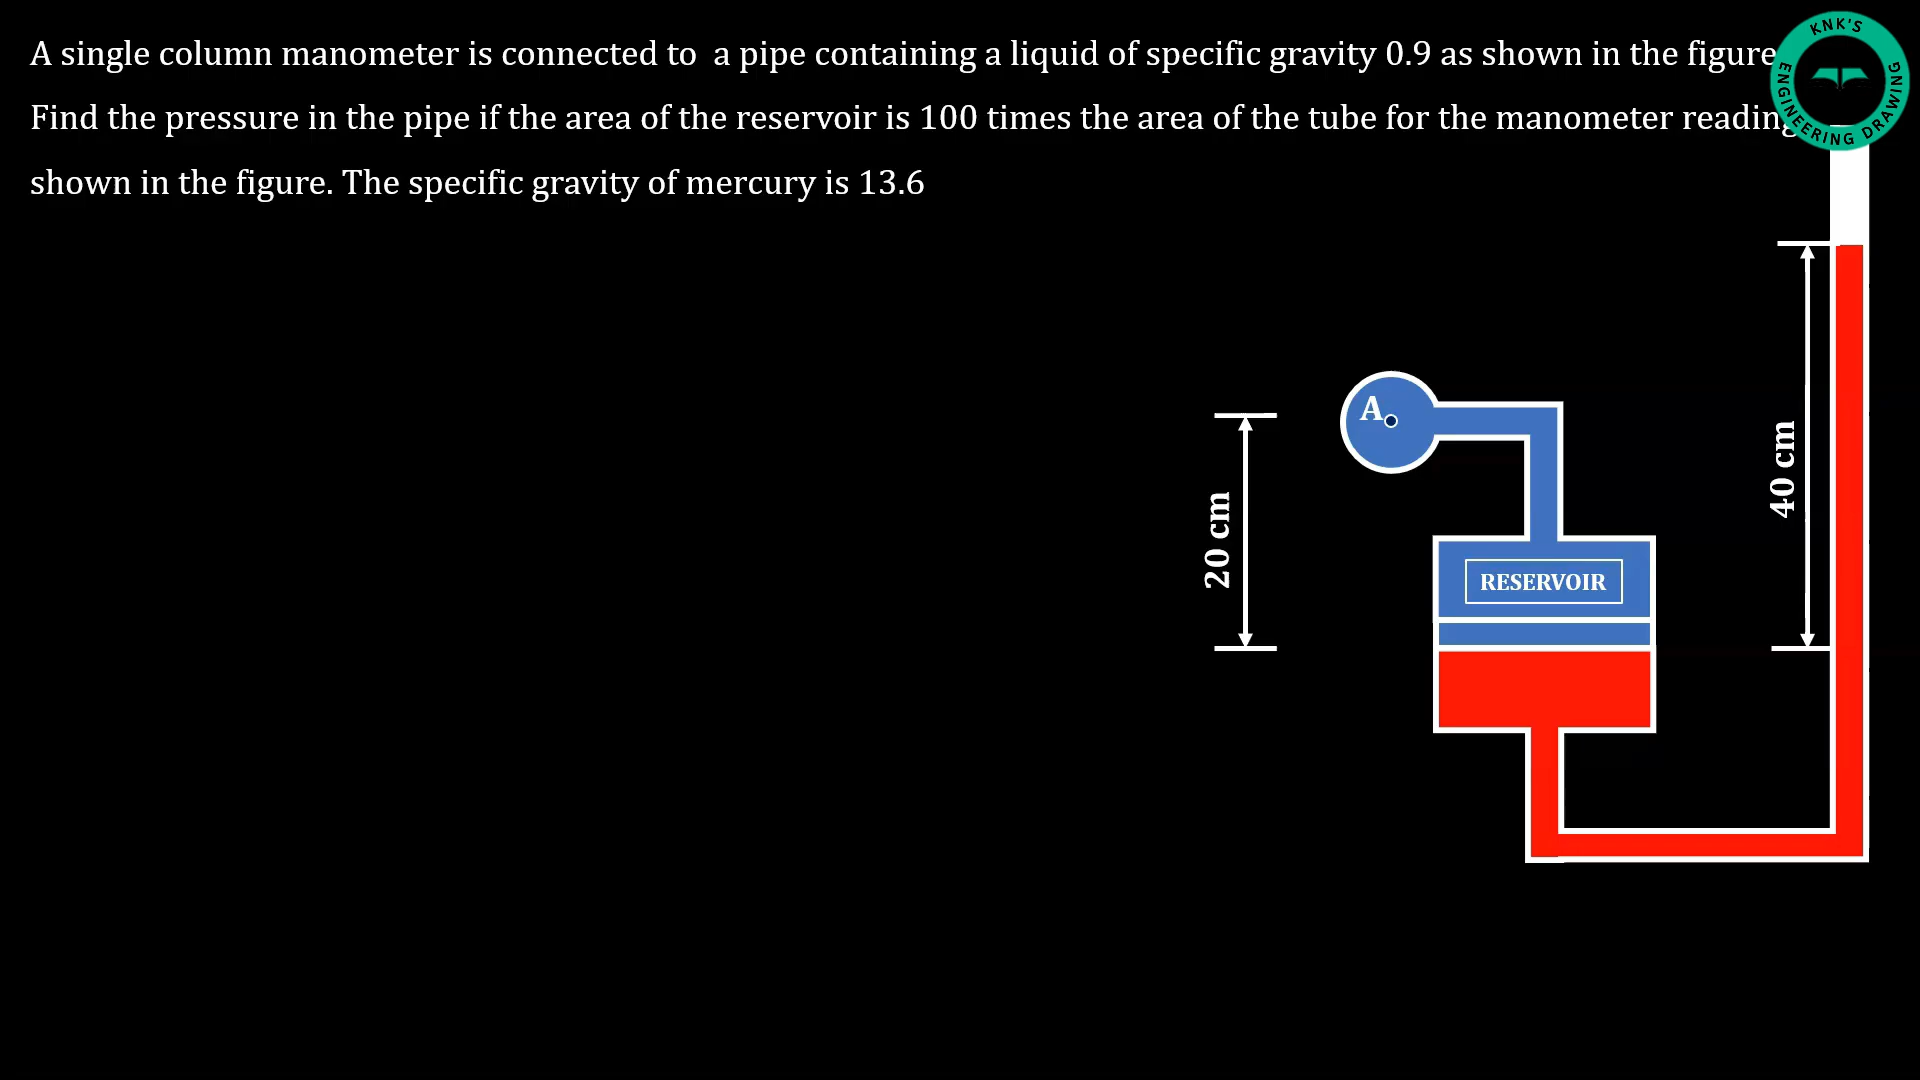 A single column manometer is connected to a pipe containing a liquid of specific gravity 0.9 as shown in the figure
Find the pressure in the pipe if the area of the reservoir is 100 times the area of the tube for the manometer reading
shown in the figure. The specific gravity of mercury is 13.6
KNK'S
ENGINEERING DRAWING
A
20 cm
40 cm
RESERVOIR